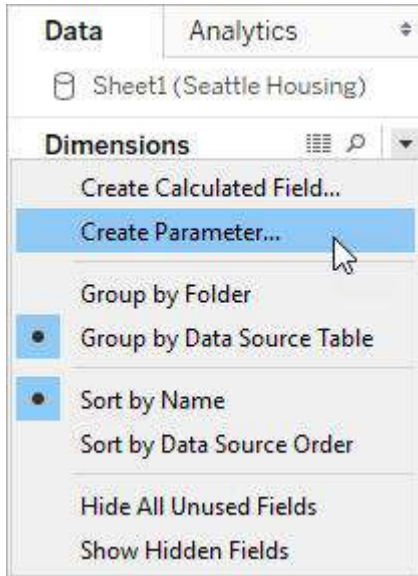 Data Analytics
Sheet1 (Seattle Housing)
Dimensions
Create Calculated Field...
Create Parameter...
Group by Folder
Group by Data Source Table
Sort by Name
Sort by Data Source Order
Hide All Unused Fields
Show Hidden Fields